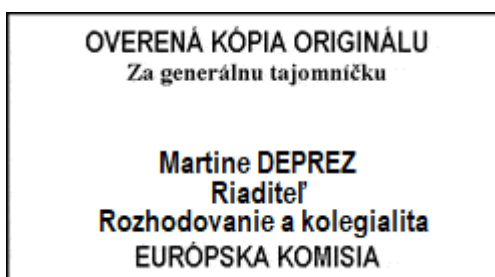 OVERENÁ KÓPIA ORIGINÁLU
Za generálnu tajomníčku
Martine DEPREZ
Riaditeľ
Rozhodovanie a kolegialita
EURÓPSKA KOMISIA